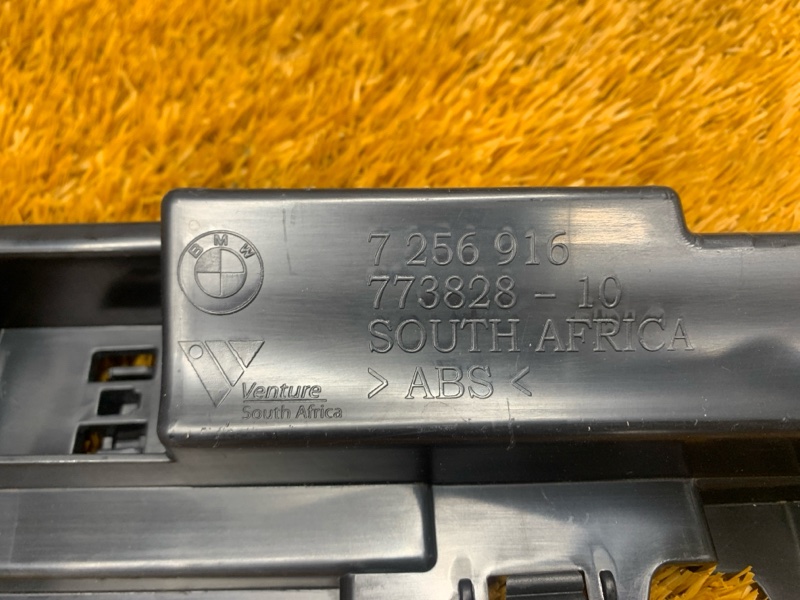 BMW
7 256 916
773828 - 10
SOUTH AFRICA
> ABS <
Venture
South Africa